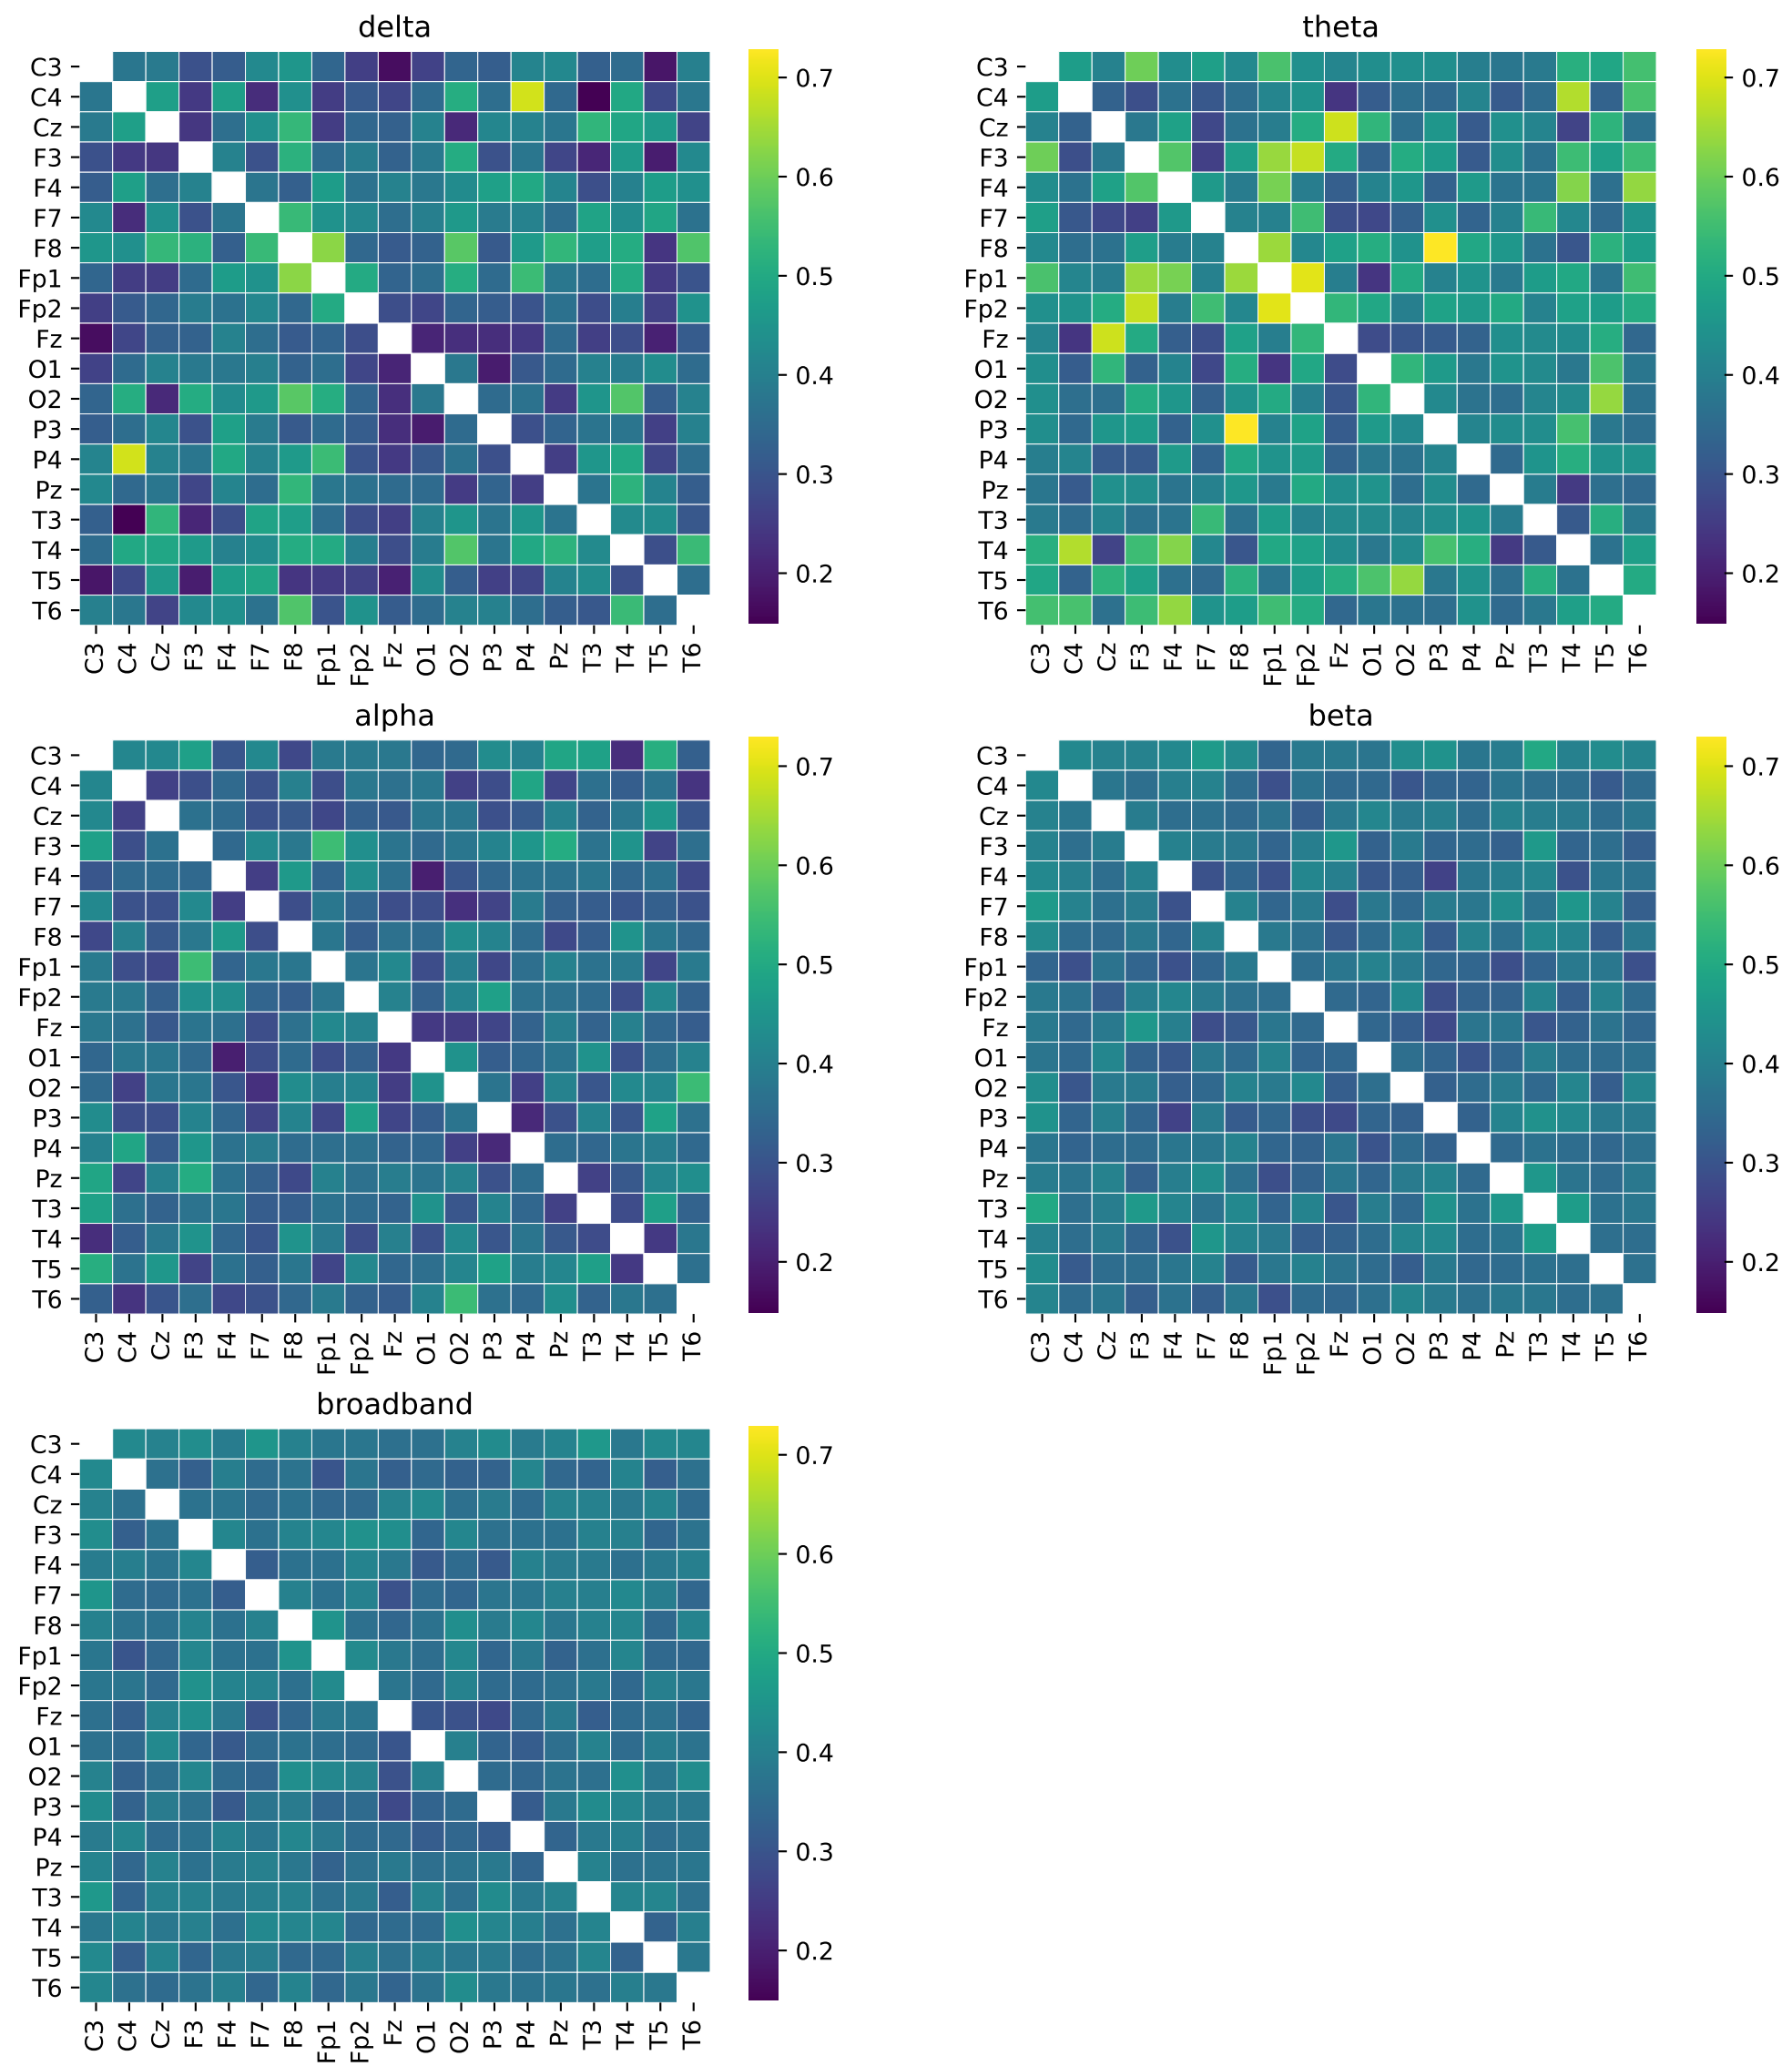 delta
C3
C4
Cz
F3
F4
F7
F8
Fp1
Fp2
Fz
O1
O2
P3
P4
Pz
T3
T4
T5
T6
C3 C4 Cz F3 F4 F7 F8 Fp1 Fp2 Fz O1 O2 P3 P4 Pz T3 T4 T5 T6
0.7
0.6
0.5
0.4
0.3
0.2
theta
C3
C4
Cz
F3
F4
F7
F8
Fp1
Fp2
Fz
O1
O2
P3
P4
Pz
T3
T4
T5
T6
C3 C4 Cz F3 F4 F7 F8 Fp1 Fp2 Fz O1 O2 P3 P4 Pz T3 T4 T5 T6
0.7
0.6
0.5
0.4
0.3
0.2
alpha
C3
C4
Cz
F3
F4
F7
F8
Fp1
Fp2
Fz
O1
O2
P3
P4
Pz
T3
T4
T5
T6
C3 C4 Cz F3 F4 F7 F8 Fp1 Fp2 Fz O1 O2 P3 P4 Pz T3 T4 T5 T6
0.7
0.6
0.5
0.4
0.3
0.2
beta
C3
C4
Cz
F3
F4
F7
F8
Fp1
Fp2
Fz
O1
O2
P3
P4
Pz
T3
T4
T5
T6
C3 C4 Cz F3 F4 F7 F8 Fp1 Fp2 Fz O1 O2 P3 P4 Pz T3 T4 T5 T6
0.7
0.6
0.5
0.4
0.3
0.2
broadband
C3
C4
Cz
F3
F4
F7
F8
Fp1
Fp2
Fz
O1
O2
P3
P4
Pz
T3
T4
T5
T6
C3 C4 Cz F3 F4 F7 F8 Fp1 Fp2 Fz O1 O2 P3 P4 Pz T3 T4 T5 T6
0.7
0.6
0.5
0.4
0.3
0.2